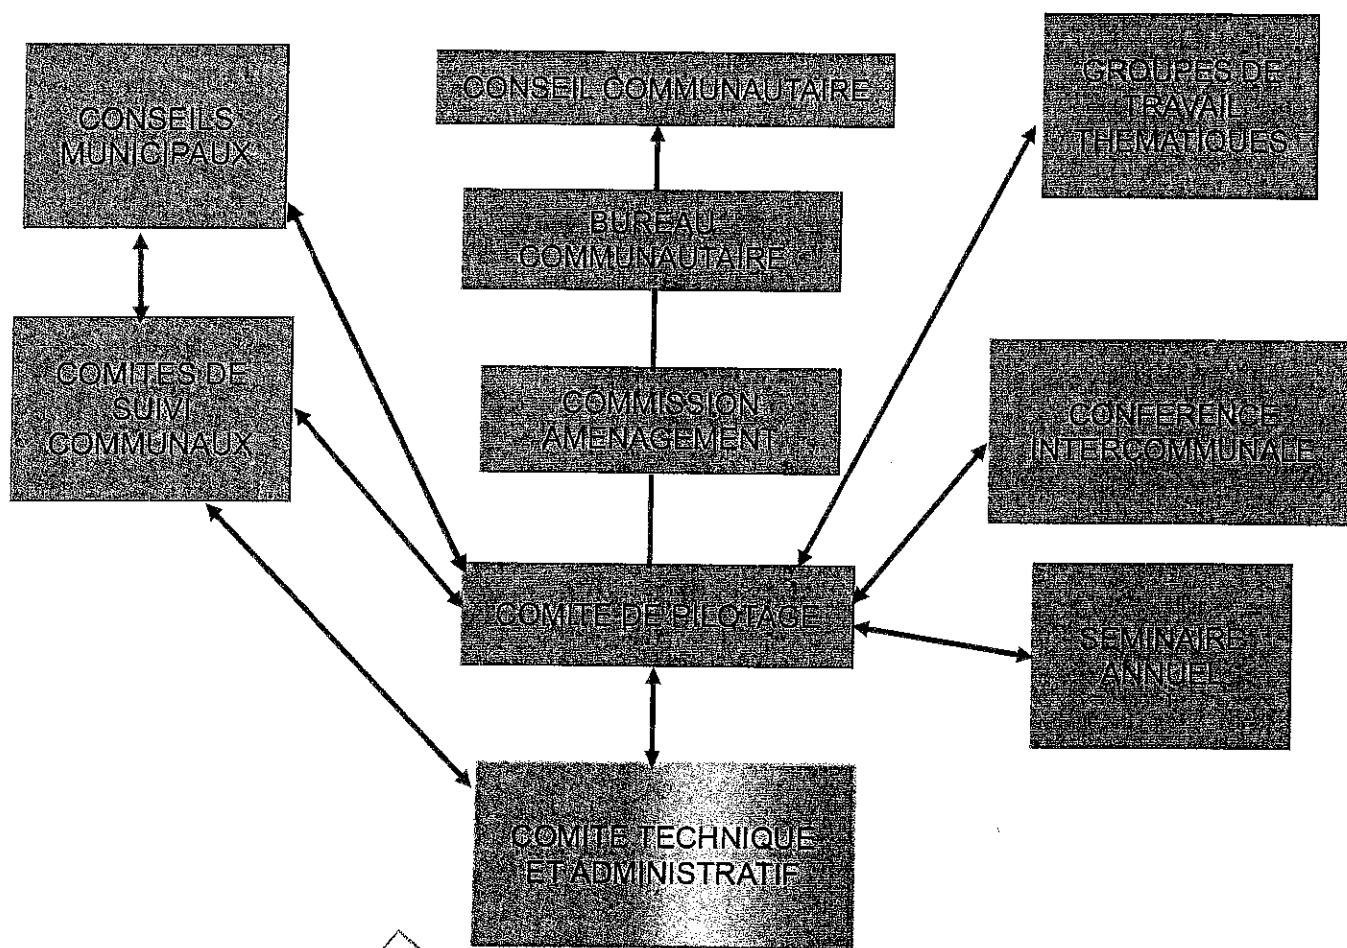 CONSEILS
MUNICIPAUX
CONSEIL COMMUNAUTAIRE
GROUPES DE
TRAVAIL
THEMATIQUES
BUREAU
COMMUNAUTAIRE
COMITES DE
SUIVI
COMMUNAUX
COMMISSION
AMENAGEMENT
CONFERENCE
INTERCOMMUNALE
COMITE DE PILOTAGE
SEMINAIRE
ANNUEL
COMITE TECHNIQUE
ET ADMINISTRATIF